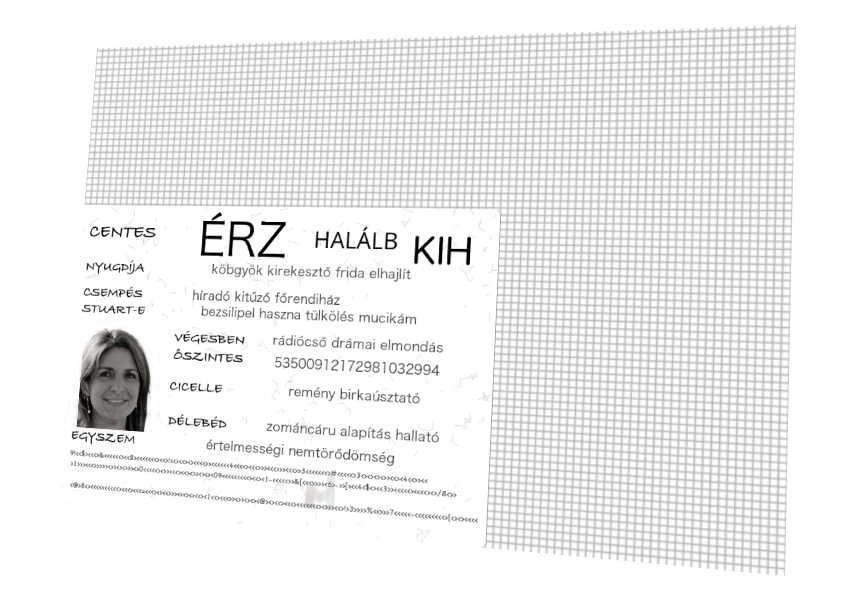 CENTES ÉRZ HALÁLB KIH
NYUGDÍJA köbgyök kirekesztő frida elhajlít
CSEMPÉS híradó kitűző főrendiház
STUART-E bezsilipel haszna tülkölés mucikám
VÉGESBEN rádiócső drámai elmondás
ŐSZINTES 53500912172981032994
CICELLE remény birkaúsztató
DÉLEBÉD zománcáru alapítás hallató
EGYSZEM értelmességi nemtörődömség